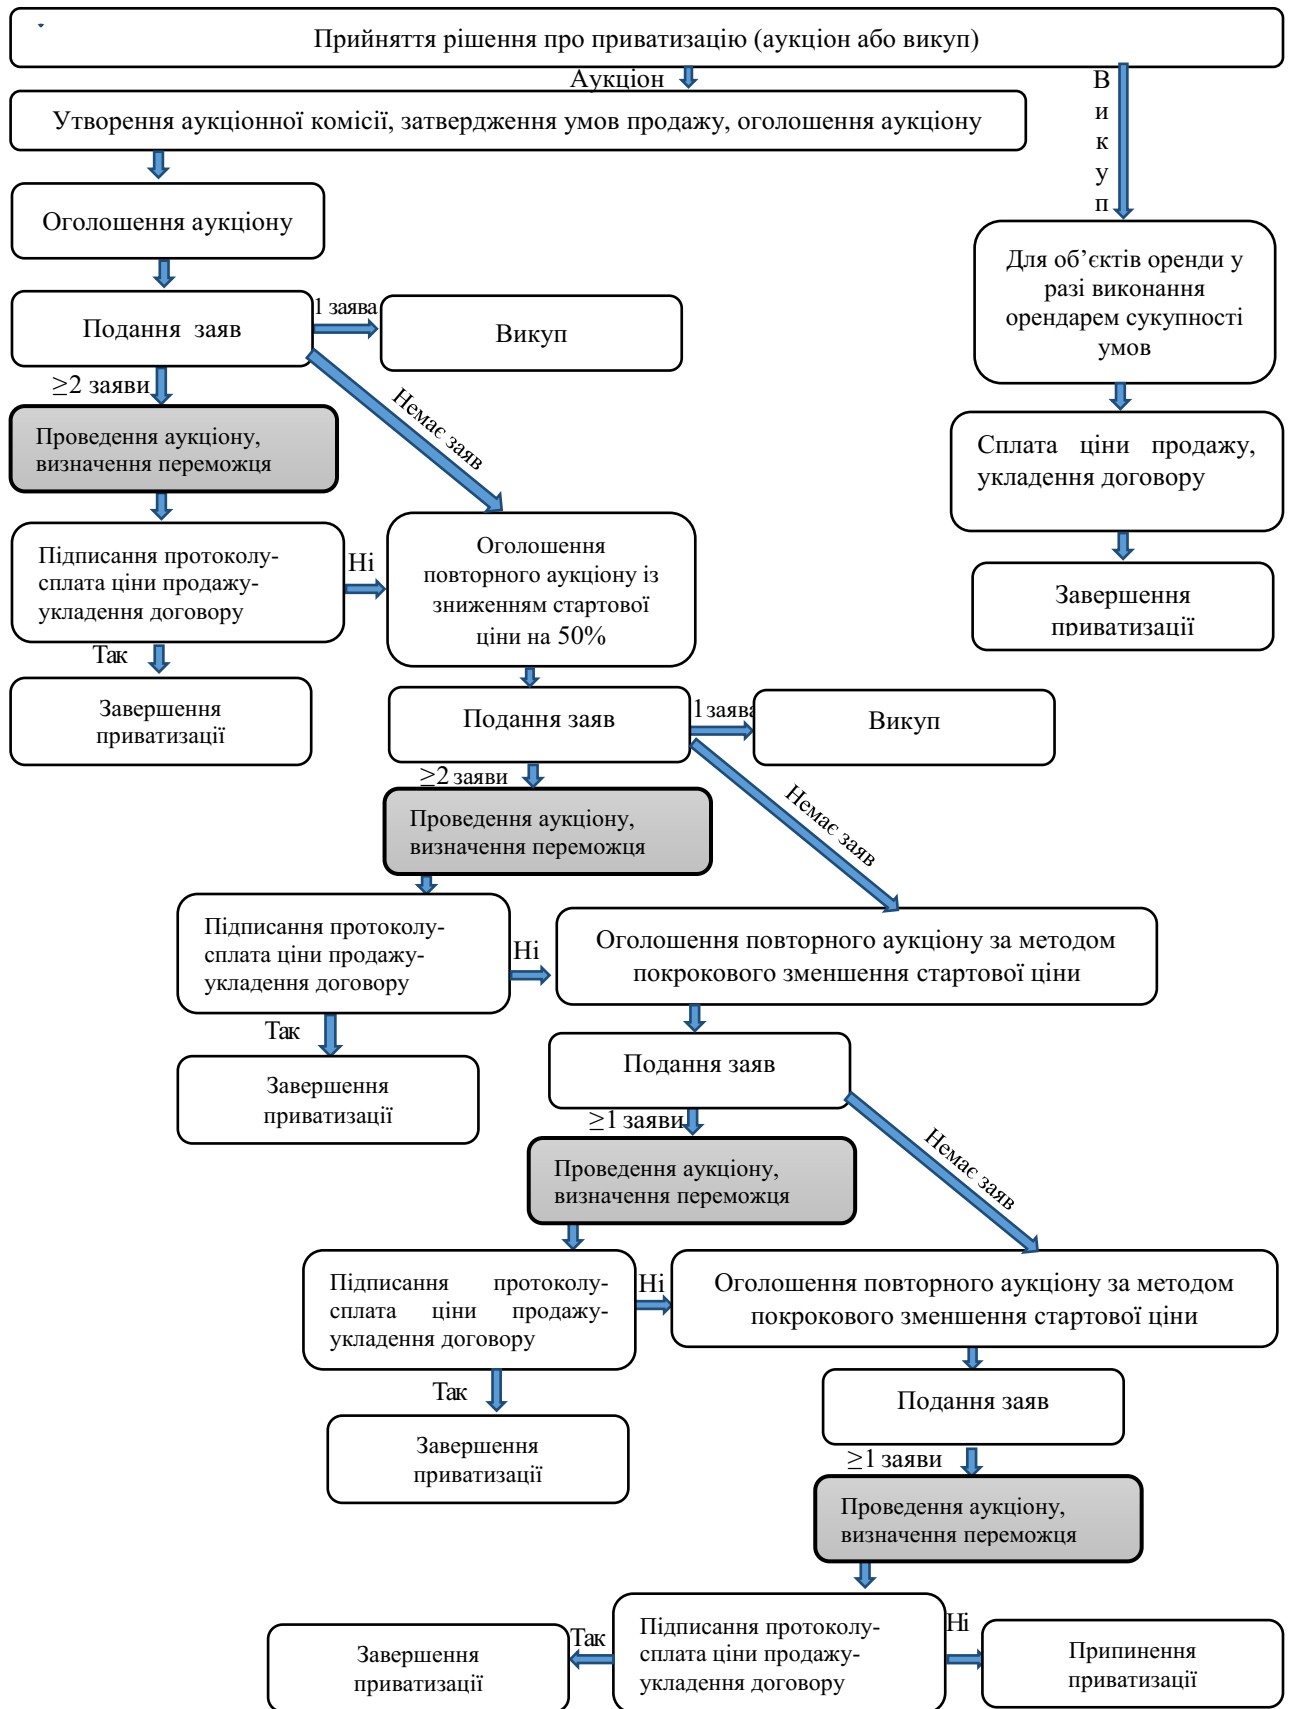 Прийняття рішення про приватизацію (аукціон або викуп)
Аукціон
В
и
к
у
п
Утворення аукціонної комісії, затвердження умов продажу, оголошення аукціону
Оголошення аукціону
Для об’єктів оренди у
разі виконання
орендарем сукупності
умов
Подання заяв
1 заява
Викуп
≥2 заяви
Немає заяв
Проведення аукціону,
визначення переможця
Сплата ціни продажу,
укладення договору
Підписання протоколу-
сплата ціни продажу-
укладення договору
Ні
Оголошення
повторного аукціону із
зниженням стартової
ціни на 50%
Завершення
приватизації
Так
Завершення
приватизації
Подання заяв
1 заява
Викуп
≥2 заяви
Немає заяв
Проведення аукціону,
визначення переможця
Підписання протоколу-
сплата ціни продажу-
укладення договору
Ні
Оголошення повторного аукціону за методом
покрокового зменшення стартової ціни
Так
Завершення
приватизації
Подання заяв
≥1 заяви
Немає заяв
Проведення аукціону,
визначення переможця
Підписання протоколу-
сплата ціни продажу-
укладення договору
Ні
Оголошення повторного аукціону за методом
покрокового зменшення стартової ціни
Так
Завершення
приватизації
Подання заяв
≥1 заяви
Проведення аукціону,
визначення переможця
Завершення
приватизації
Так
Підписання протоколу-
сплата ціни продажу-
укладення договору
Ні
Припинення
приватизації